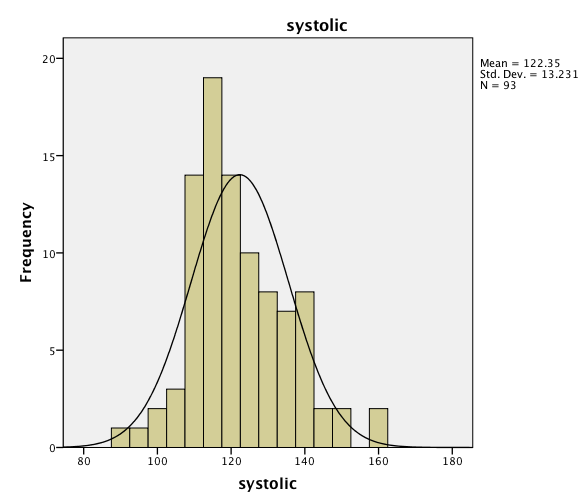 systolic
Mean = 122.35
Std. Dev. = 13.231
N = 93
20
15
10
5
0
Frequency
80 100 120 140 160 180
systolic